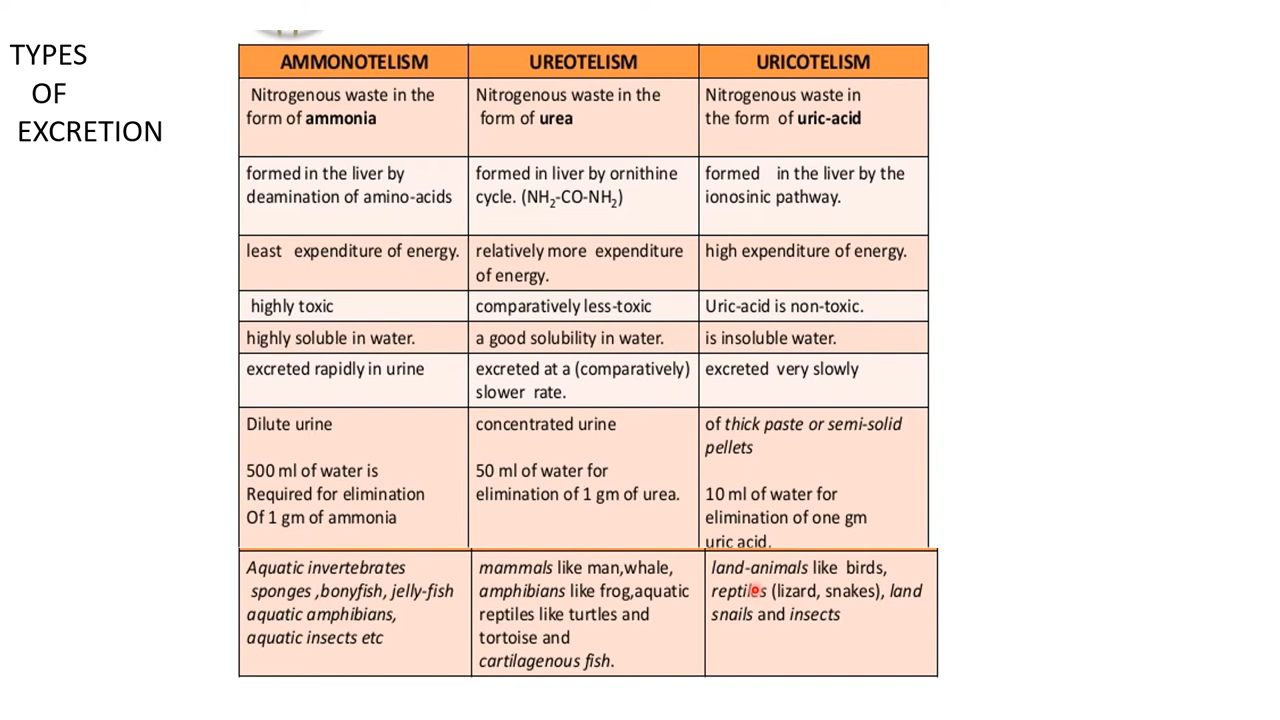 TYPES
OF
EXCRETION
AMMONOTELISM
UREOTELISM
URICOTELISM
Nitrogenous waste in the
form of ammonia
Nitrogenous waste in the
form of urea
Nitrogenous waste in
the form of uric-acid
formed in the liver by
deamination of amino-acids
formed in liver by ornithine
cycle. (NH₂-CO-NH₂)
formed in the liver by the
ionosinic pathway.
least expenditure of energy.
relatively more expenditure
of energy.
high expenditure of energy.
highly toxic
comparatively less-toxic
Uric-acid is non-toxic.
highly soluble in water.
a good solubility in water.
is insoluble water.
excreted rapidly in urine
excreted at a (comparatively)
slower rate.
excreted very slowly
Dilute urine
500 ml of water is
Required for elimination
Of 1 gm of ammonia
concentrated urine
50 ml of water for
elimination of 1 gm of urea.
of thick paste or semi-solid
pellets
10 ml of water for
elimination of one gm
uric acid.
Aquatic invertebrates
sponges ,bonyfish, jelly-fish
aquatic amphibians,
aquatic insects etc
mammals like man,whale,
amphibians like frog,aquatic
reptiles like turtles and
tortoise and
cartilagenous fish.
land-animals like birds,
reptiles (lizard, snakes), land
snails and insects